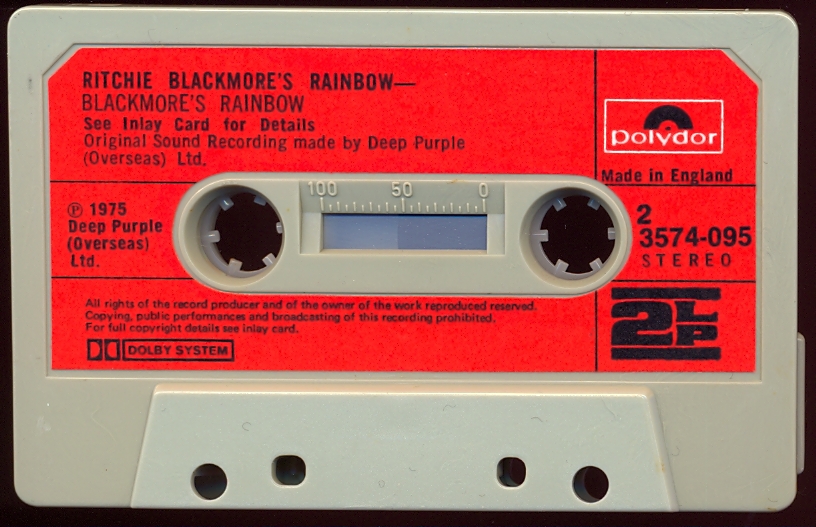 RITCHIE BLACKMORE'S RAINBOW—
BLACKMORE'S RAINBOW
See Inlay Card for Details
Original Sound Recording made by Deep Purple
(Overseas) Ltd.
polydor
Made in England
100 50 0
℗ 1975
Deep Purple
(Overseas)
Ltd.
2
3574-095
STEREO
All rights of the record producer and of the owner of the work reproduced reserved.
Copying, public performances and broadcasting of this recording prohibited.
For full copyright details see inlay card.
DOLBY SYSTEM
2LP